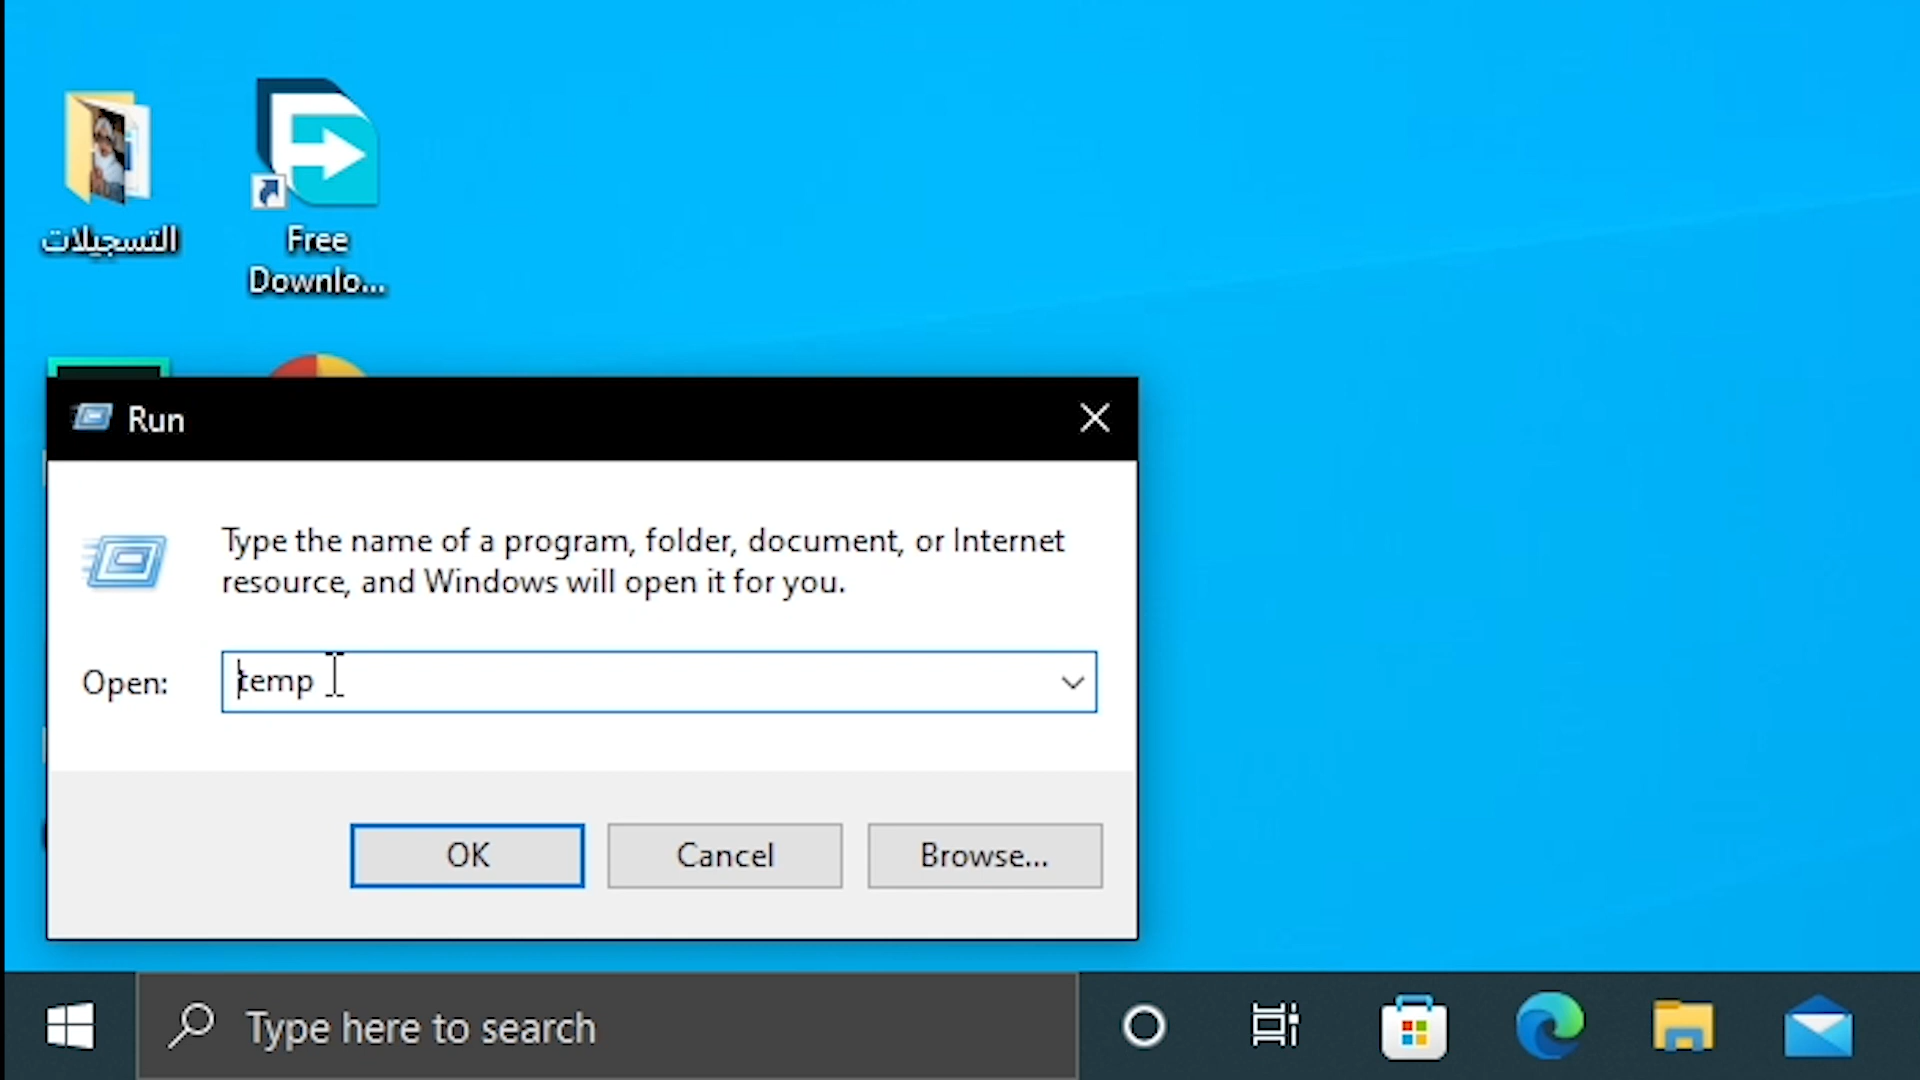 التسجيلات
Free
Downlo...
Run
Type the name of a program, folder, document, or Internet
resource, and Windows will open it for you.
Open:
temp
OK
Cancel
Browse...
Type here to search